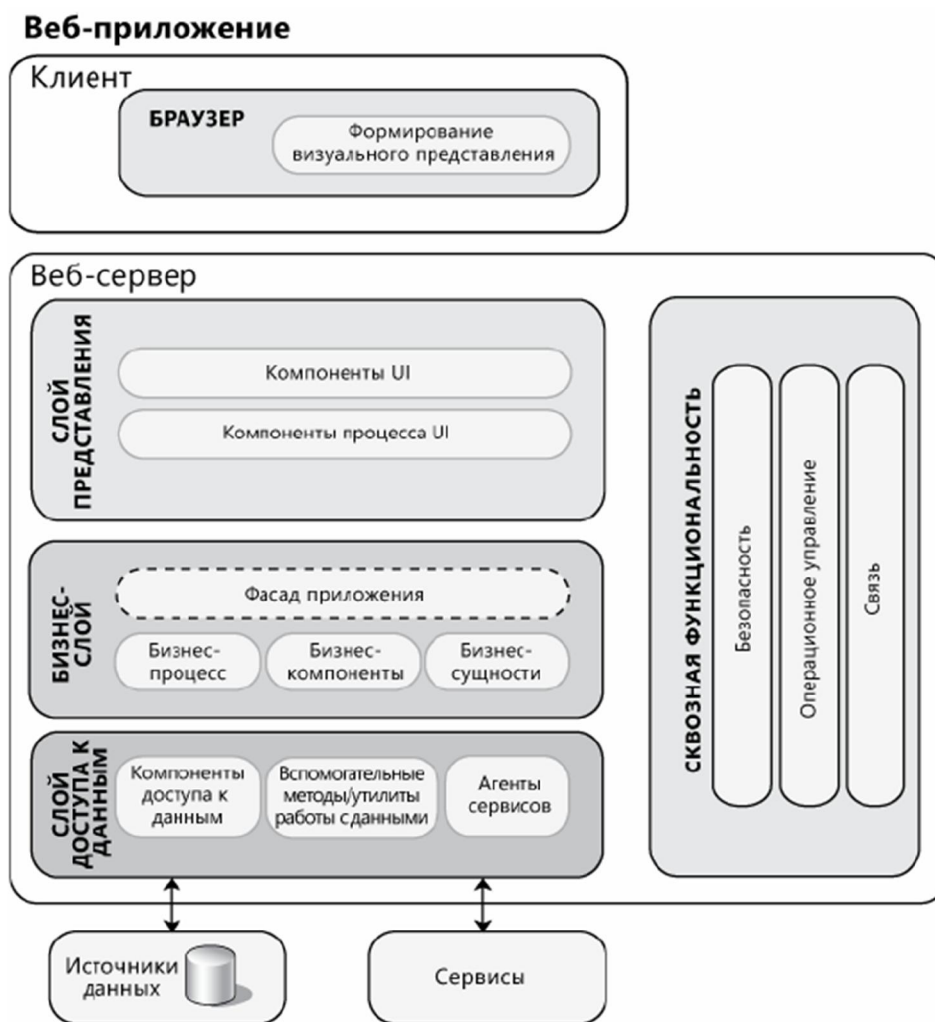 Веб-приложение
Клиент
БРАУЗЕР
Формирование
визуального представления
Веб-сервер
СЛОЙ
ПРЕДСТАВЛЕНИЯ
Компоненты UI
Компоненты процесса UI
БИЗНЕС-
СЛОЙ
Фасад приложения
Бизнес-
процесс
Бизнес-
компоненты
Бизнес-
сущности
СЛОЙ
ДОСТУПА К
ДАННЫМ
Компоненты
доступа к
данным
Вспомогательные
методы/утилиты
работы с данными
Агенты
сервисов
СКВОЗНАЯ ФУНКЦИОНАЛЬНОСТЬ
Безопасность
Операционное управление
Связь
Источники
данных
Сервисы